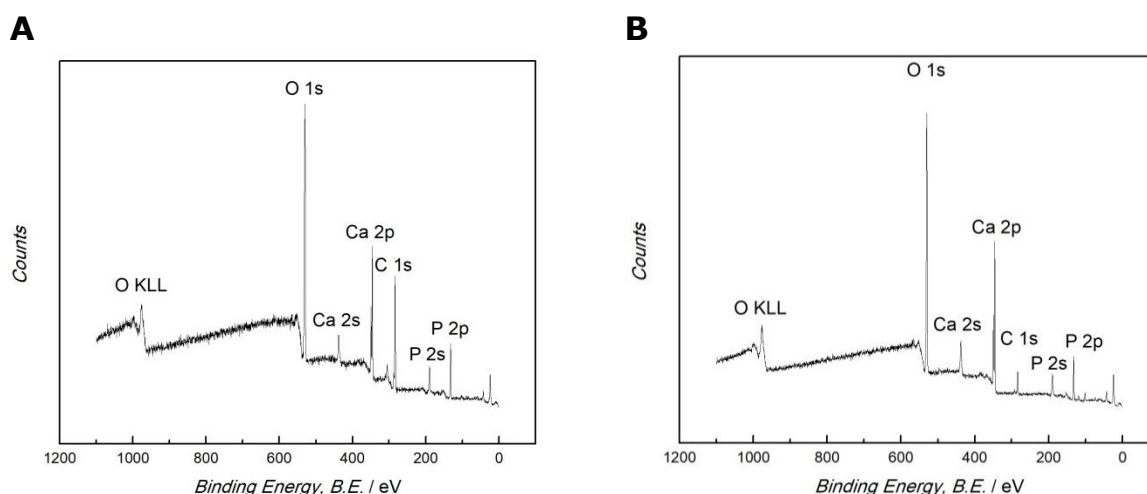 A
O 1s
Ca 2p
C 1s
O KLL
Ca 2s
P 2p
P 2s
Counts
1200 1000 800 600 400 200 0
Binding Energy, B.E. / eV
B
O 1s
Ca 2p
O KLL
Ca 2s
C 1s
P 2p
P 2s
Counts
1200 1000 800 600 400 200 0
Binding Energy, B.E. / eV